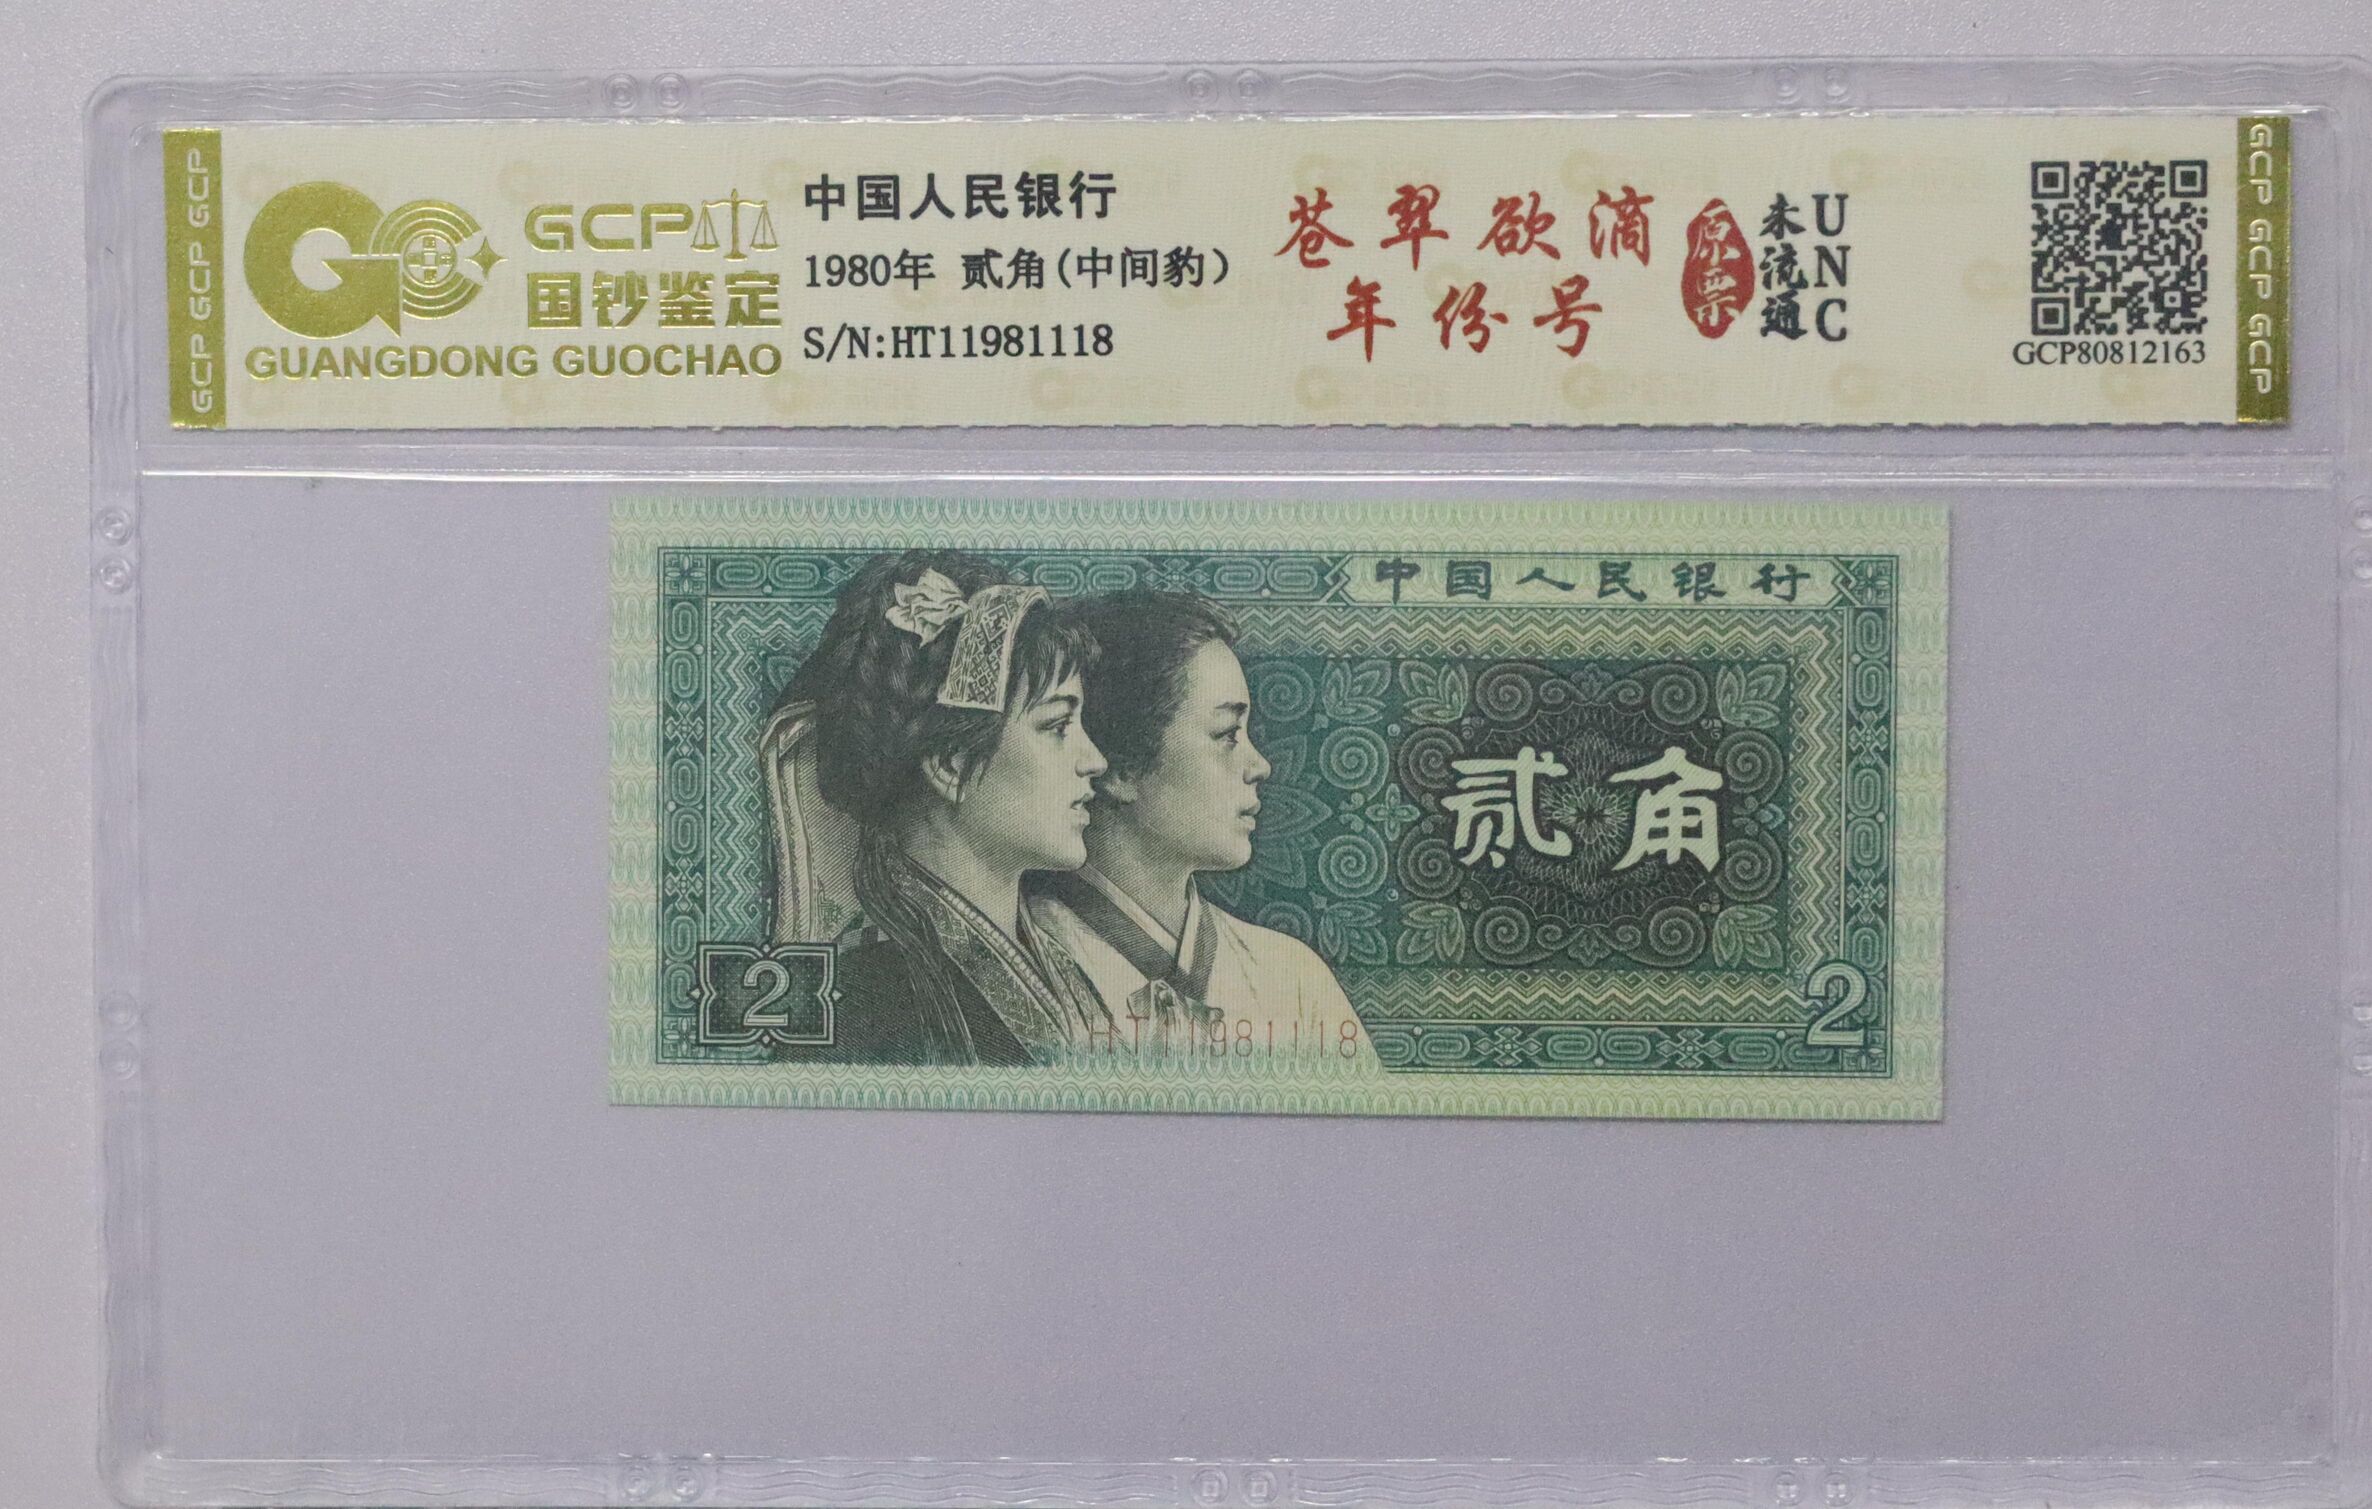 GCP GCP GCP
GCP
国钞鉴定
GUANGDONG GUOCHAO
中国人民银行
1980年 贰角(中间豹)
S/N:HT11981118
苍翠欲滴
年份号
原票
未流通
UNC
GCP80812163
GCP GCP GCP
中国人民银行
贰角
2
2
HT11981118